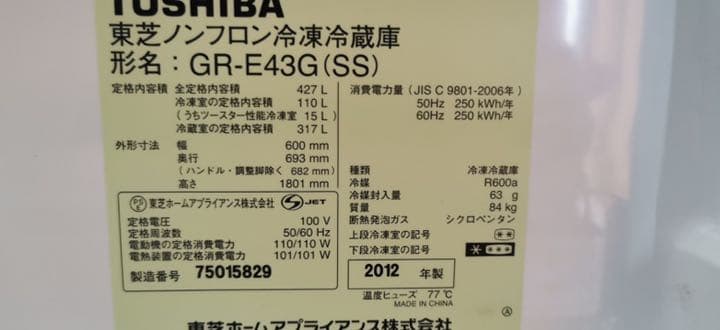 TOSHIBA
東芝ノンフロン冷凍冷蔵庫
形名：GR-E43G(SS)
定格内容積 全定格内容積 427 L
冷凍室の定格内容積 110 L
(うちツースター性能冷凍室 15 L)
冷蔵室の定格内容積 317 L
外形寸法 幅 600 mm
奥行 693 mm
(ハンドル・調整脚除く 682 mm)
高さ 1801 mm
東芝ホームアプライアンス株式会社 S JET
定格電圧 100 V
定格周波数 50/60 Hz
電動機の定格消費電力 110/110 W
電熱装置の定格消費電力 101/101 W
製造番号 75015829
消費電力量 (JIS C 9801-2006年)
50Hz 250 kWh/年
60Hz 250 kWh/年
種類 冷凍冷蔵庫
冷媒 R600a
冷媒封入量 63 g
質量 84 kg
断熱発泡ガス シクロペンタン
上段冷凍室の記号 **
下段冷凍室の記号 * ***
2012 年製
温度ヒューズ 77℃
MADE IN CHINA
Ⓐ
東芝ホームアプライアンス株式会社